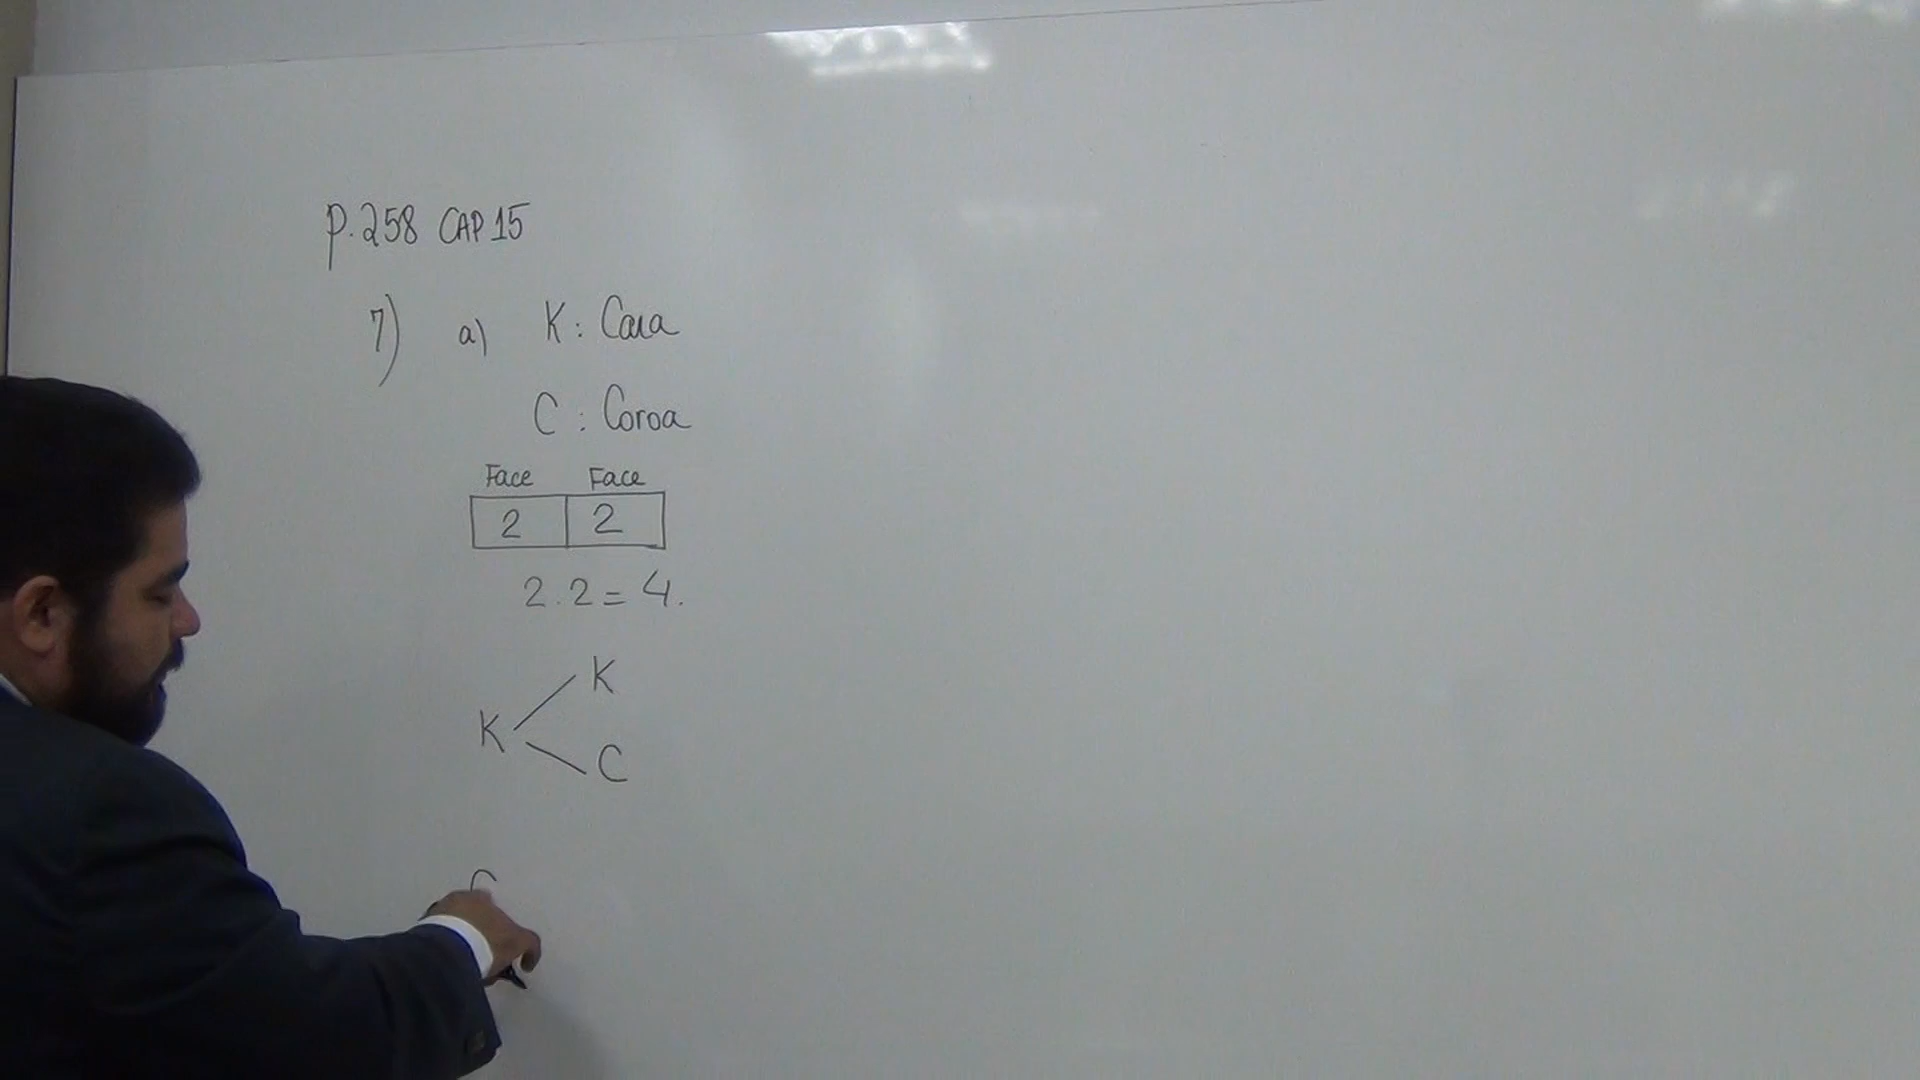 p. 258 CAP 15
7) a) K : Cara
C : Coroa
Face Face
2 2
2 . 2 = 4 .
K
K
C
C